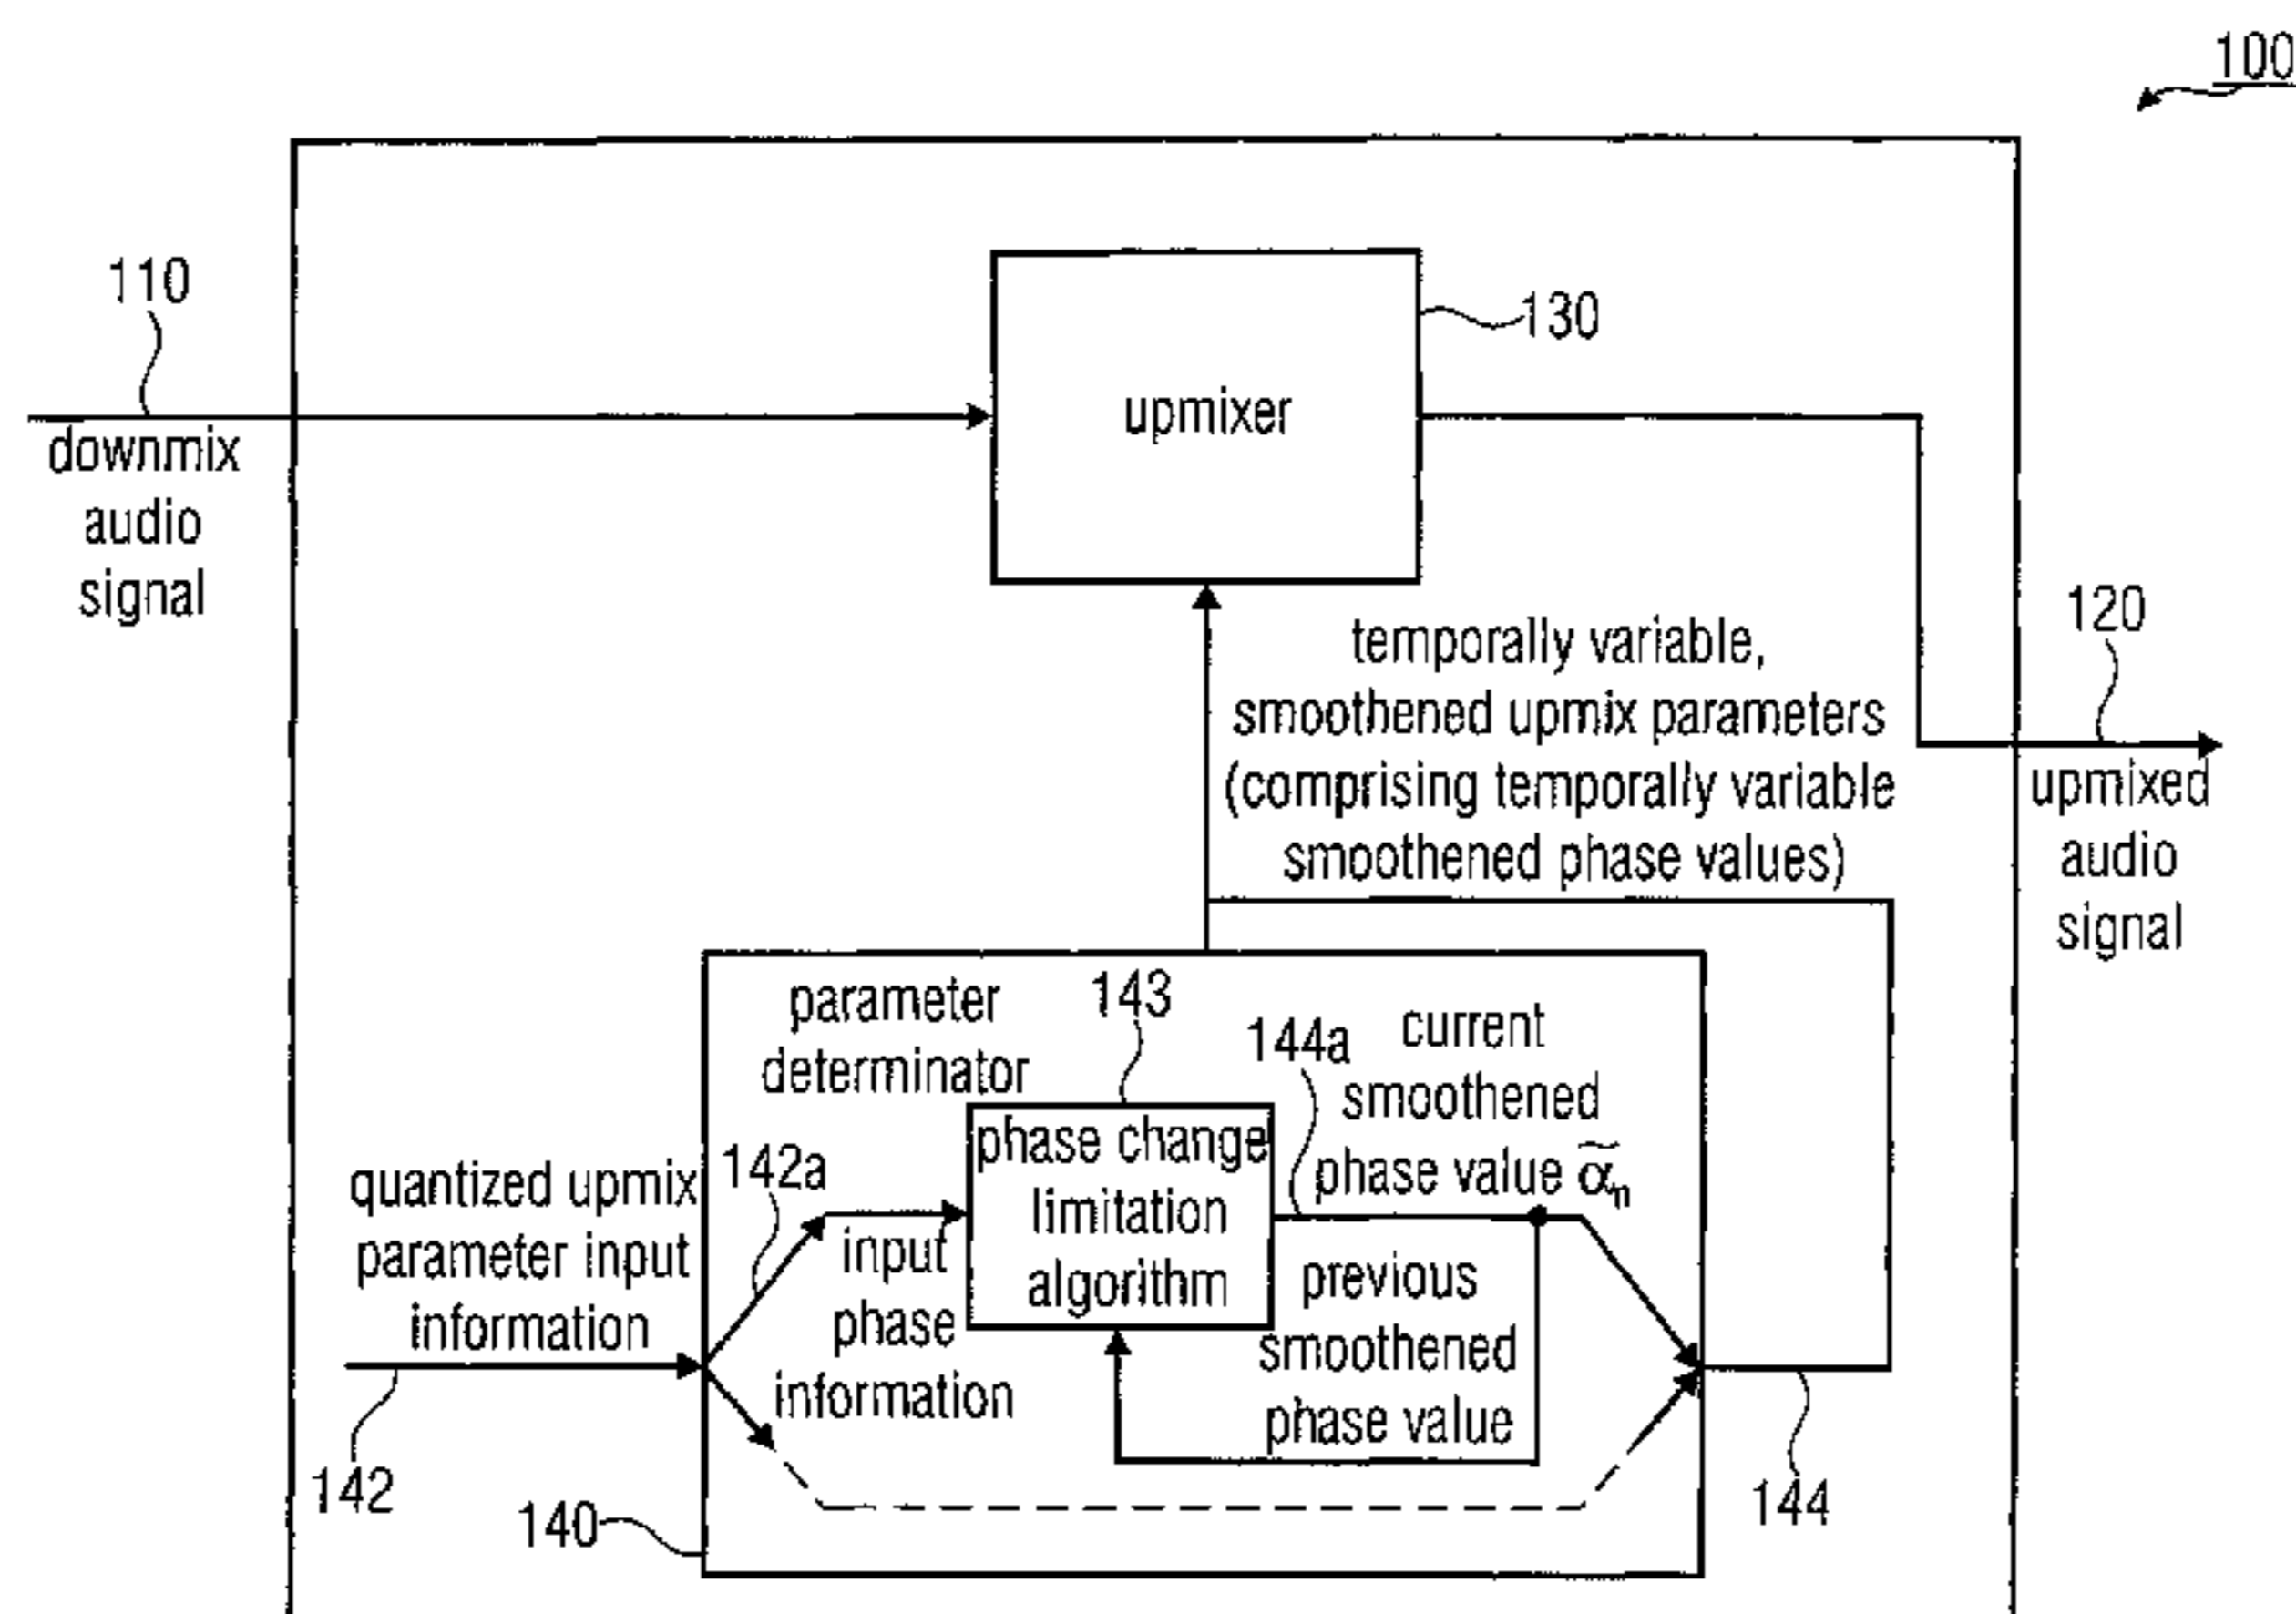 100
110
downmix
audio
signal
upmixer
130
temporally variable,
smoothened upmix parameters
(comprising temporally variable
smoothened phase values)
120
upmixed
audio
signal
parameter
determinator
143
phase change
limitation
algorithm
144a
current
smoothened
phase value α̃n
previous
smoothened
phase value
142a
input
phase
information
quantized upmix
parameter input
information
142
140
144